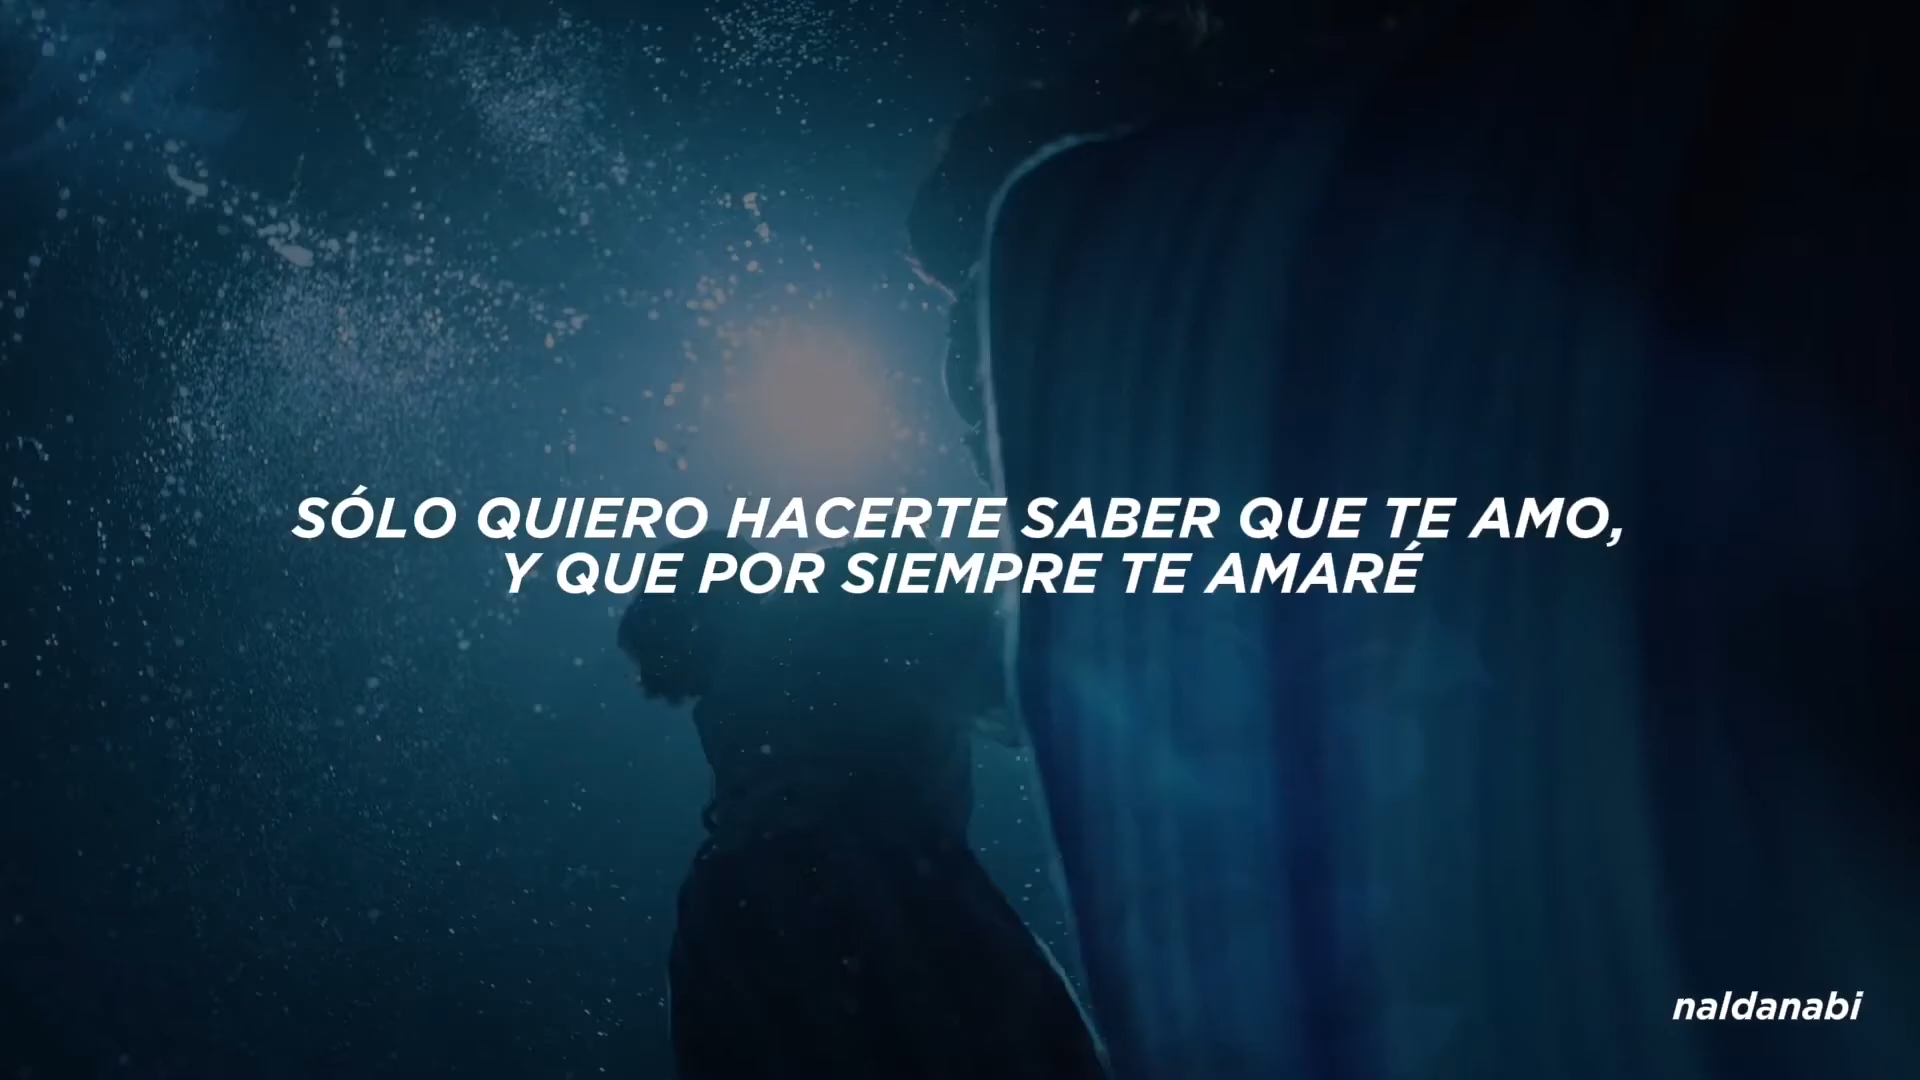 SÓLO QUIERO HACERTE SABER QUE TE AMO,
Y QUE POR SIEMPRE TE AMARÉ
naldanabi